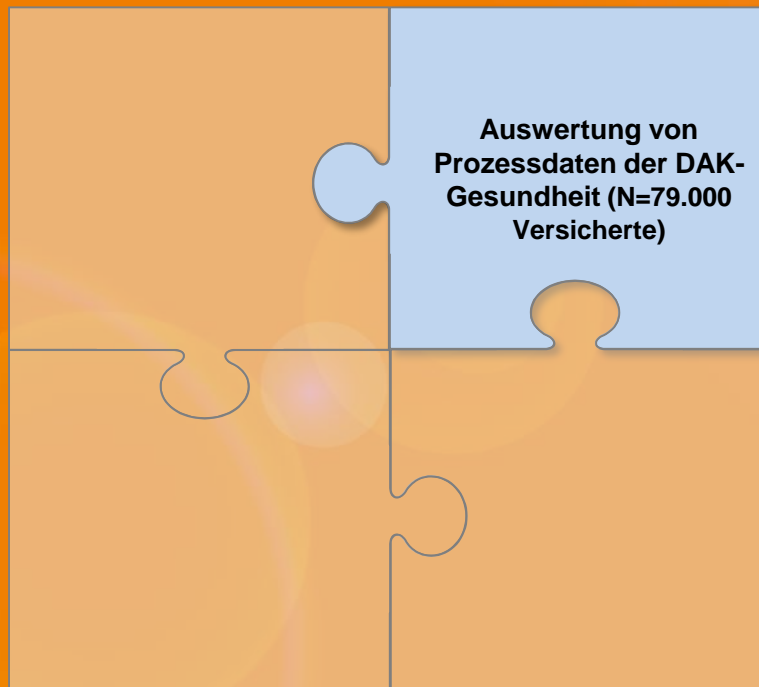 Auswertung von
Prozessdaten der DAK-
Gesundheit (N=79.000
Versicherte)